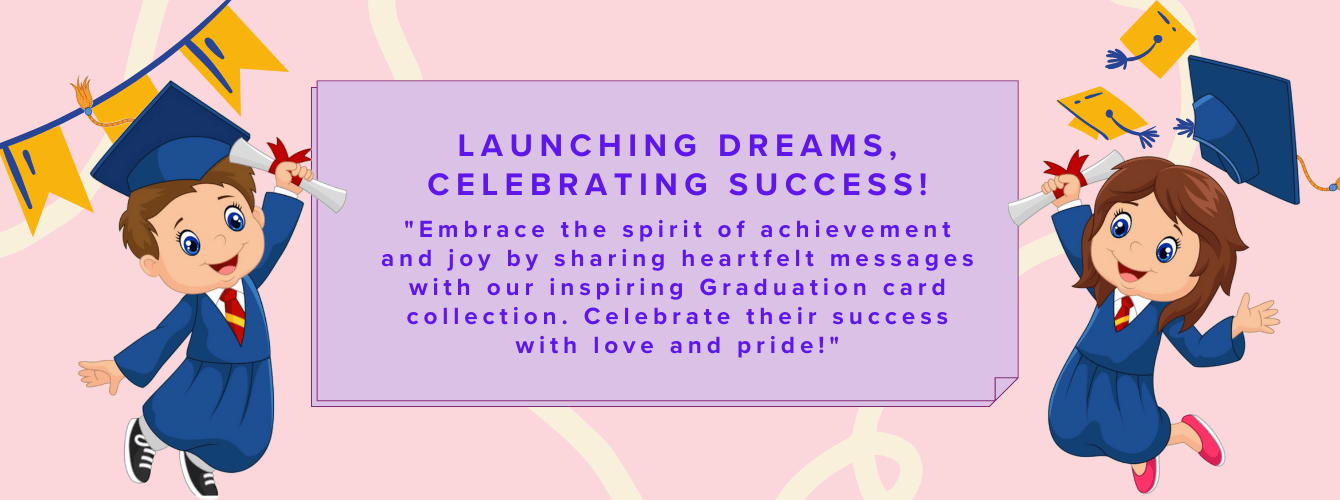 LAUNCHING DREAMS,
CELEBRATING SUCCESS!
"Embrace the spirit of achievement
and joy by sharing heartfelt messages
with our inspiring Graduation card
collection. Celebrate their success
with love and pride!"